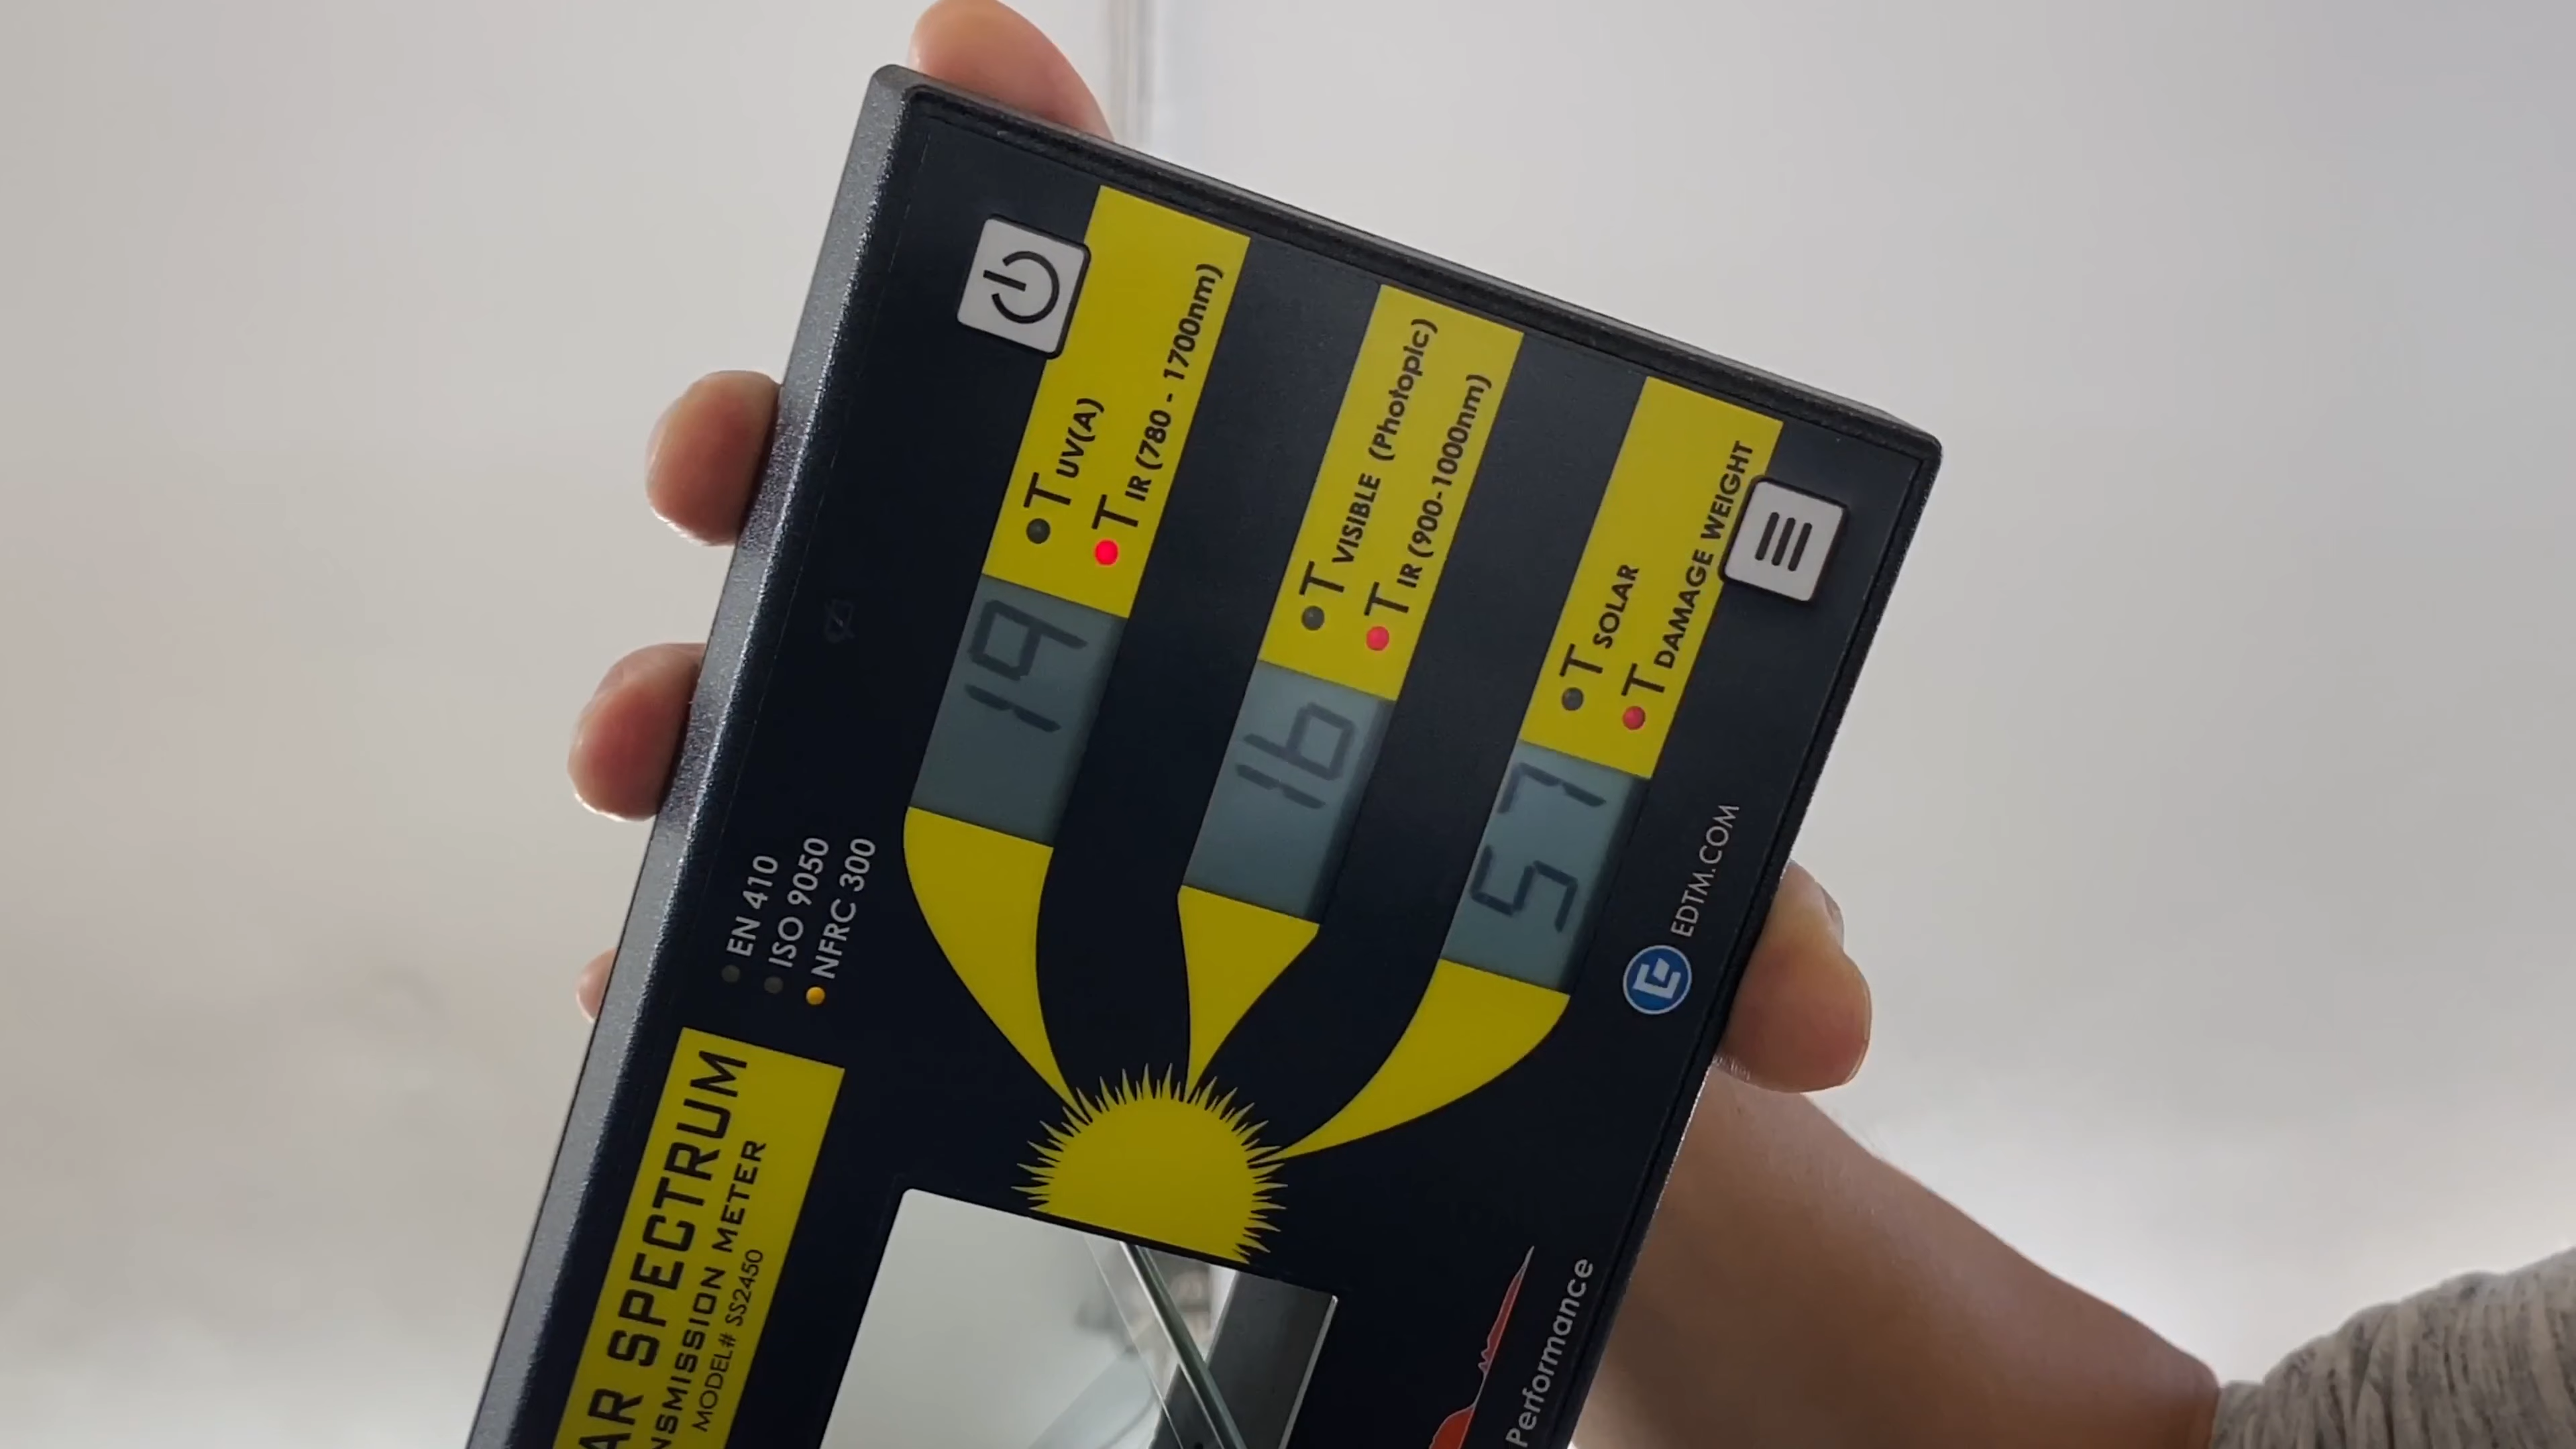 T UV(A)
T IR (780 - 1700nm)
19
T VISIBLE (Photopic)
T IR (900-1000nm)
16
T SOLAR
T DAMAGE WEIGHT
57
EN 410
ISO 9050
NFRC 300
EDTM.COM
AR SPECTRUM
NSMISSION METER
MODEL# SS2450
Performance